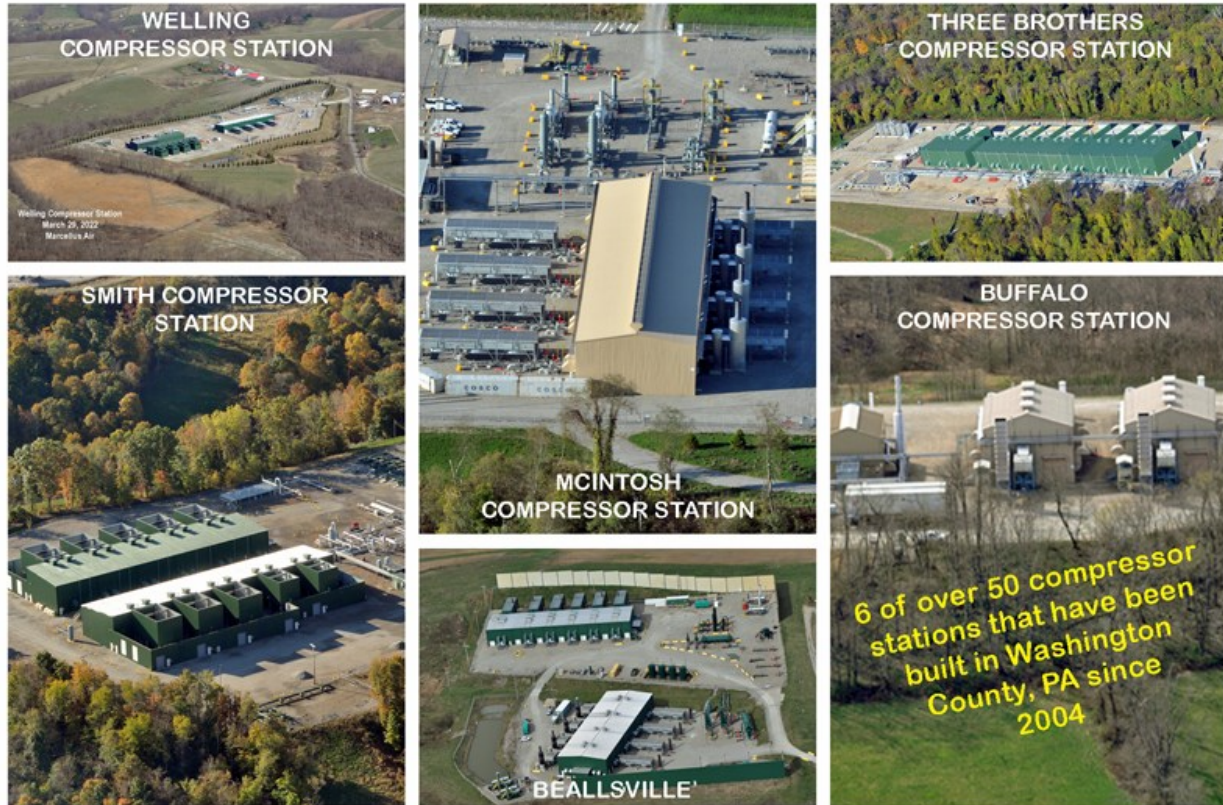 WELLING
COMPRESSOR STATION
Welling Compressor Station
March 29, 2022
Marcellus Air
SMITH COMPRESSOR
STATION
COSCO
COSCO
MCINTOSH
COMPRESSOR STATION
BEALLSVILLE'
THREE BROTHERS
COMPRESSOR STATION
BUFFALO
COMPRESSOR STATION
6 of over 50 compressor
stations that have been
built in Washington
County, PA since
2004